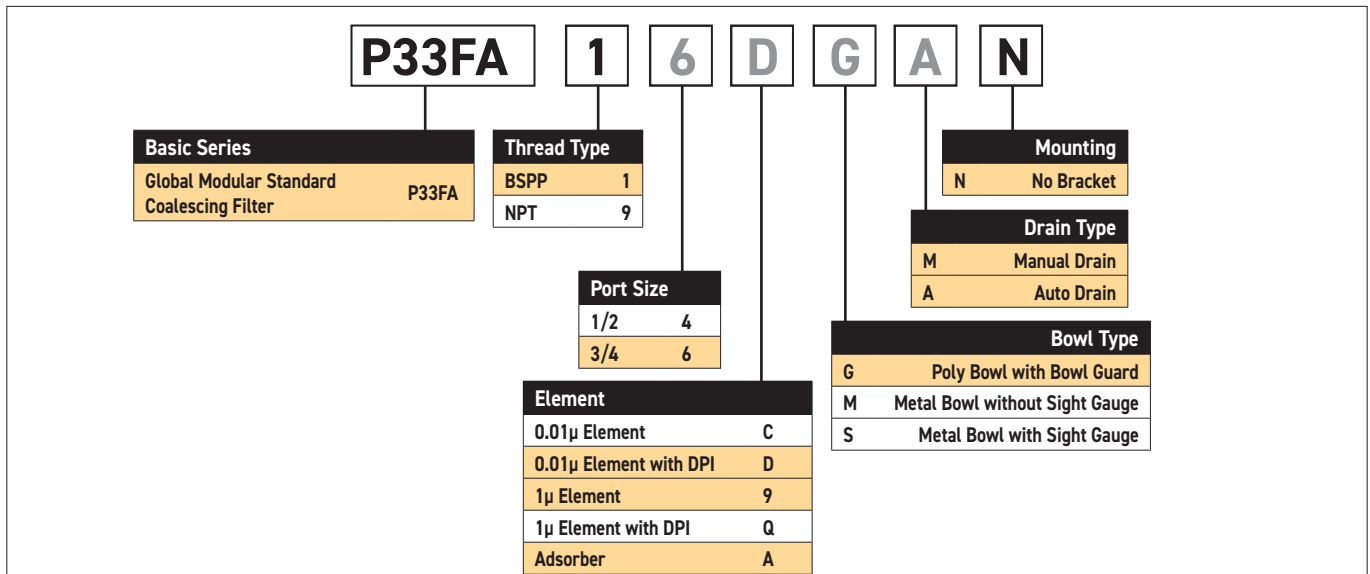 P33FA 1 6 D G A N
Basic Series
Global Modular Standard
Coalescing Filter P33FA
Thread Type
BSPP 1
NPT 9
Mounting
N No Bracket
Drain Type
M Manual Drain
A Auto Drain
Port Size
1/2 4
3/4 6
Bowl Type
G Poly Bowl with Bowl Guard
M Metal Bowl without Sight Gauge
S Metal Bowl with Sight Gauge
Element
0.01µ Element C
0.01µ Element with DPI D
1µ Element 9
1µ Element with DPI Q
Adsorber A